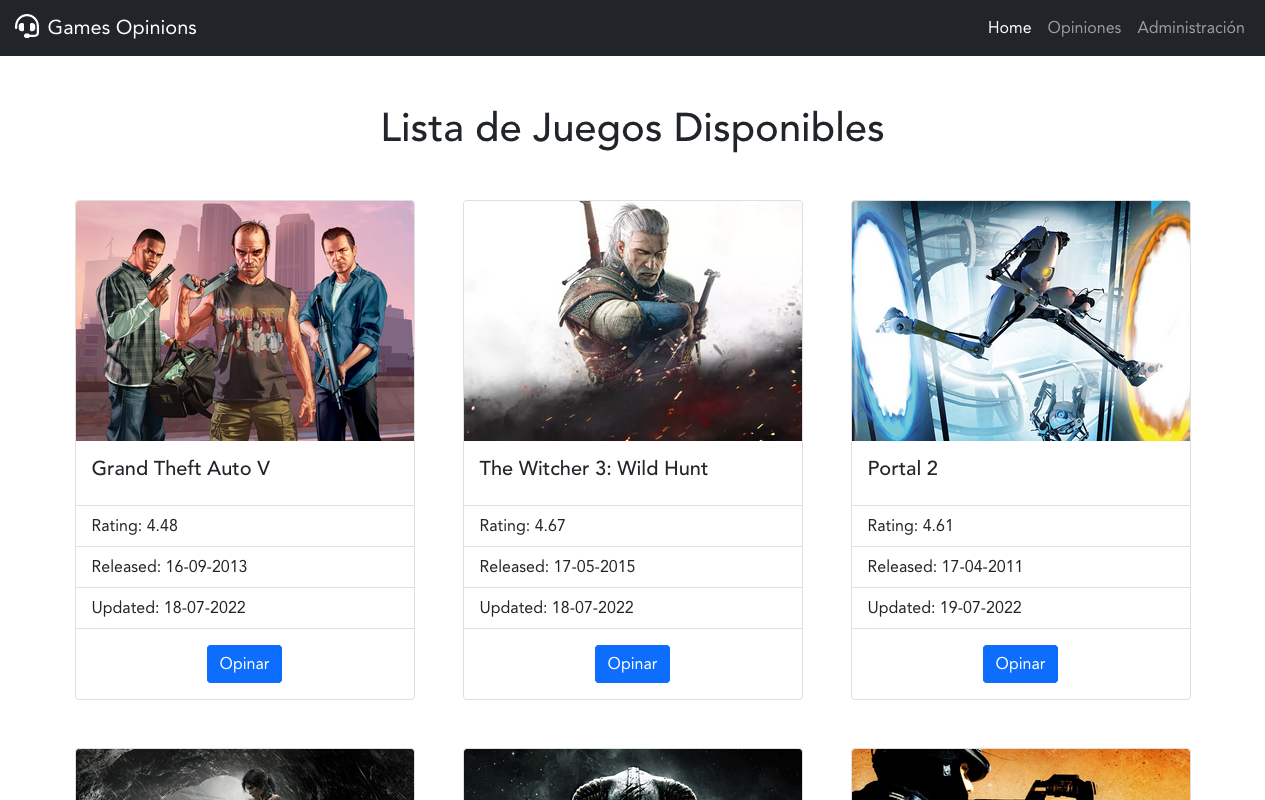 Games Opinions
Home Opiniones Administración
Lista de Juegos Disponibles
Grand Theft Auto V
Rating: 4.48
Released: 16-09-2013
Updated: 18-07-2022
Opinar
The Witcher 3: Wild Hunt
Rating: 4.67
Released: 17-05-2015
Updated: 18-07-2022
Opinar
Portal 2
Rating: 4.61
Released: 17-04-2011
Updated: 19-07-2022
Opinar